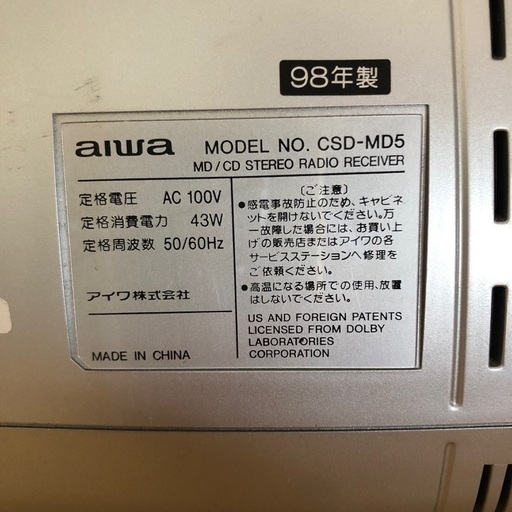 98年製
aiwa MODEL NO. CSD-MD5
MD/CD STEREO RADIO RECEIVER
定格電圧 AC 100V
定格消費電力 43W
定格周波数 50/60Hz
アイワ株式会社
MADE IN CHINA
〔ご注意〕
●感電事故防止のため、キャビネ
ットを開けないでください。万
一故障した場合には、お買い上
げの販売店またはアイワの各
サービスステーションへ修理を
ご依頼ください。
●高温になる場所での使用、放置
はしないでください。
US AND FOREIGN PATENTS
LICENSED FROM DOLBY
LABORATORIES
CORPORATION